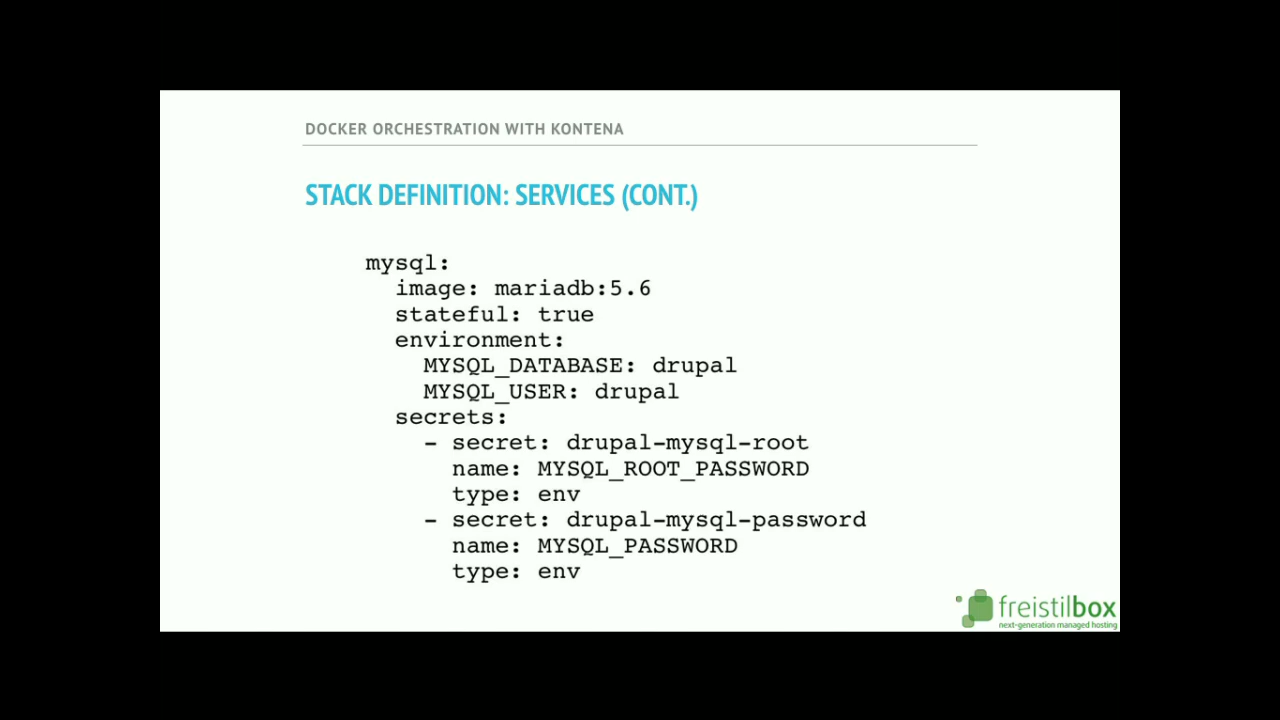 DOCKER ORCHESTRATION WITH KONTENA
STACK DEFINITION: SERVICES (CONT.)
mysql:
image: mariadb:5.6
stateful: true
environment:
MYSQL_DATABASE: drupal
MYSQL_USER: drupal
secrets:
- secret: drupal-mysql-root
name: MYSQL_ROOT_PASSWORD
type: env
- secret: drupal-mysql-password
name: MYSQL_PASSWORD
type: env
freistilbox
next-generation managed hosting